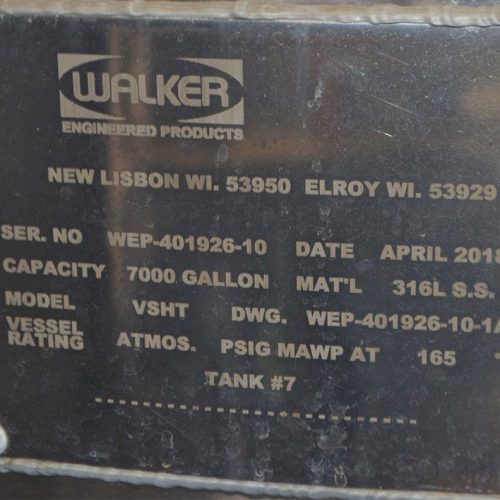 WALKER
ENGINEERED PRODUCTS
NEW LISBON WI. 53950 ELROY WI. 53929
SER. NO WEP-401926-10 DATE APRIL 2018
CAPACITY 7000 GALLON MAT'L 316L S.S.
MODEL VSHT DWG. WEP-401926-10-1
VESSEL RATING ATMOS. PSIG MAWP AT 165
TANK #7